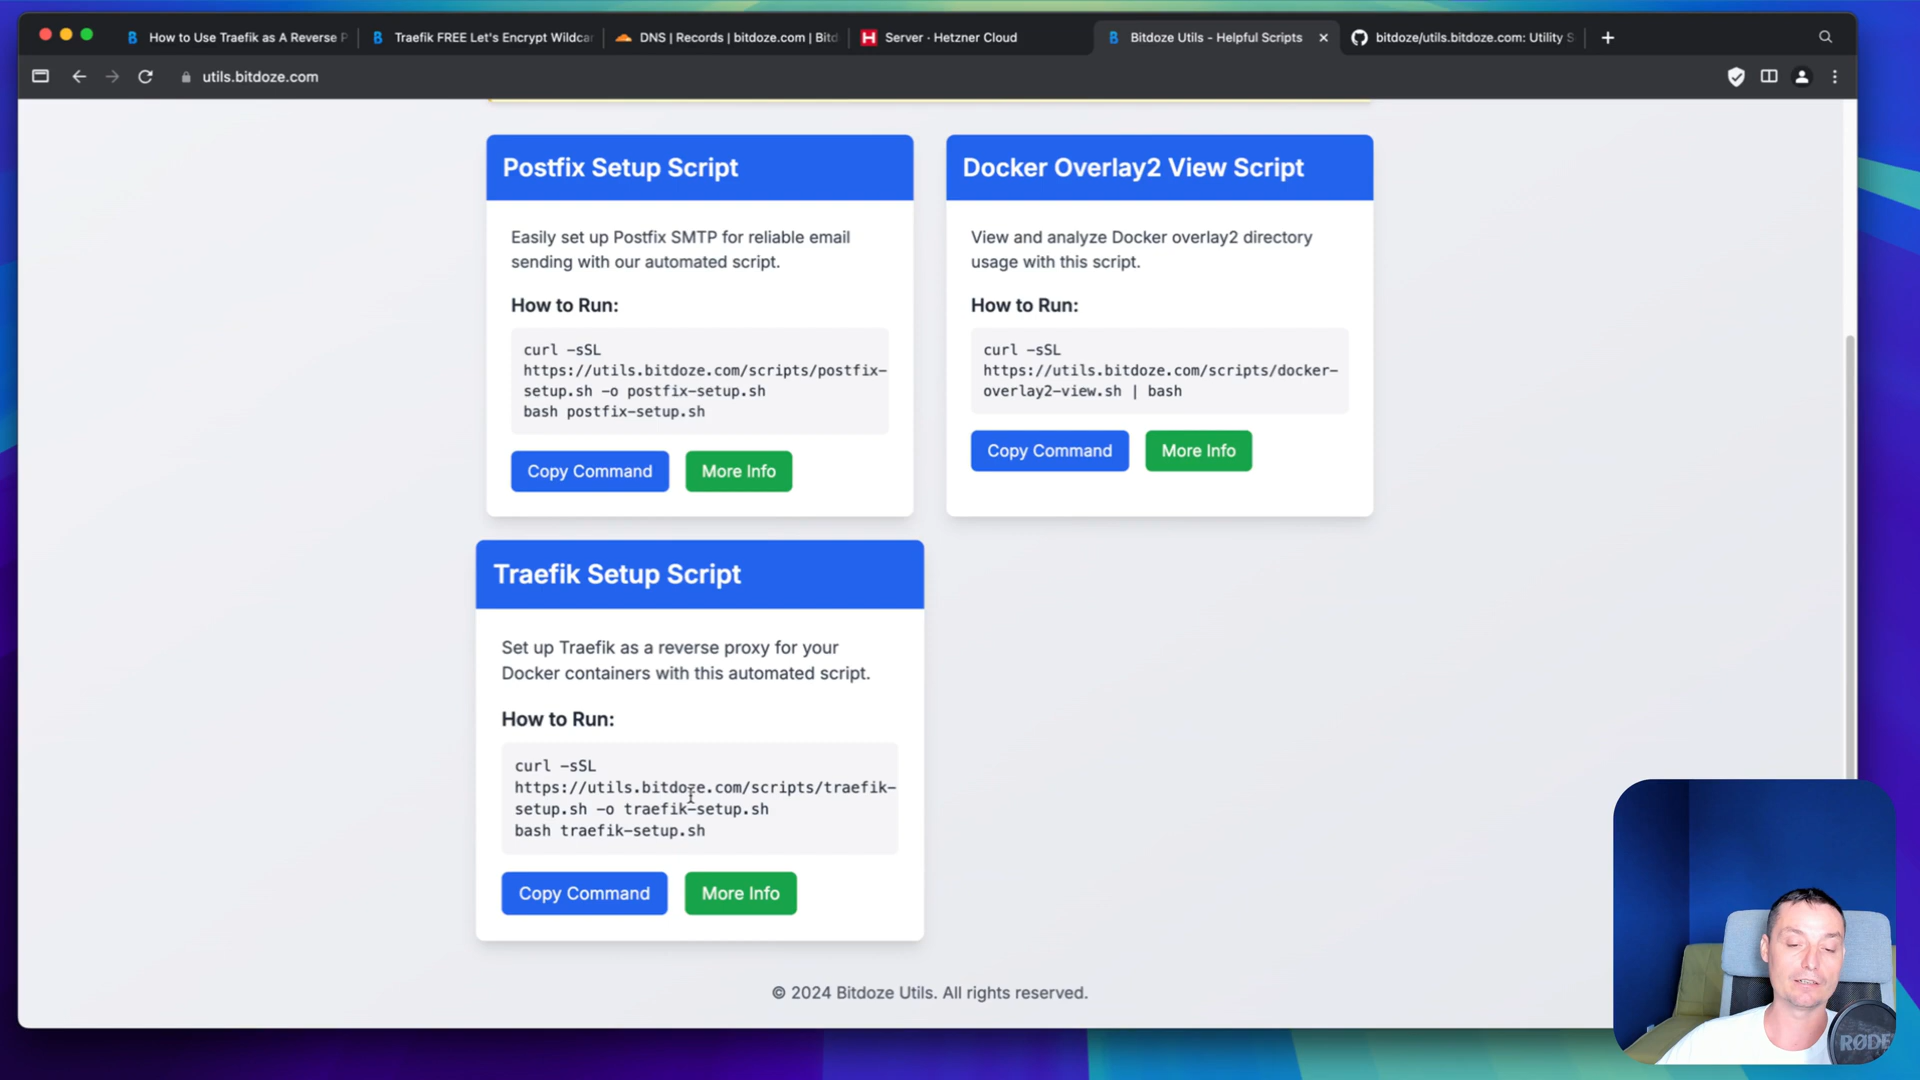 How to Use Traefik as A Reverse P
Traefik FREE Let's Encrypt Wildcar
DNS | Records | bitdoze.com | Bitd
Server · Hetzner Cloud
Bitdoze Utils - Helpful Scripts
bitdoze/utils.bitdoze.com: Utility S
utils.bitdoze.com
Postfix Setup Script
Easily set up Postfix SMTP for reliable email
sending with our automated script.
How to Run:
curl -sSL
https://utils.bitdoze.com/scripts/postfix-
setup.sh -o postfix-setup.sh
bash postfix-setup.sh
Copy Command
More Info
Docker Overlay2 View Script
View and analyze Docker overlay2 directory
usage with this script.
How to Run:
curl -sSL
https://utils.bitdoze.com/scripts/docker-
overlay2-view.sh | bash
Copy Command
More Info
Traefik Setup Script
Set up Traefik as a reverse proxy for your
Docker containers with this automated script.
How to Run:
curl -sSL
https://utils.bitdoze.com/scripts/traefik-
setup.sh -o traefik-setup.sh
bash traefik-setup.sh
Copy Command
More Info
© 2024 Bitdoze Utils. All rights reserved.
RØDE